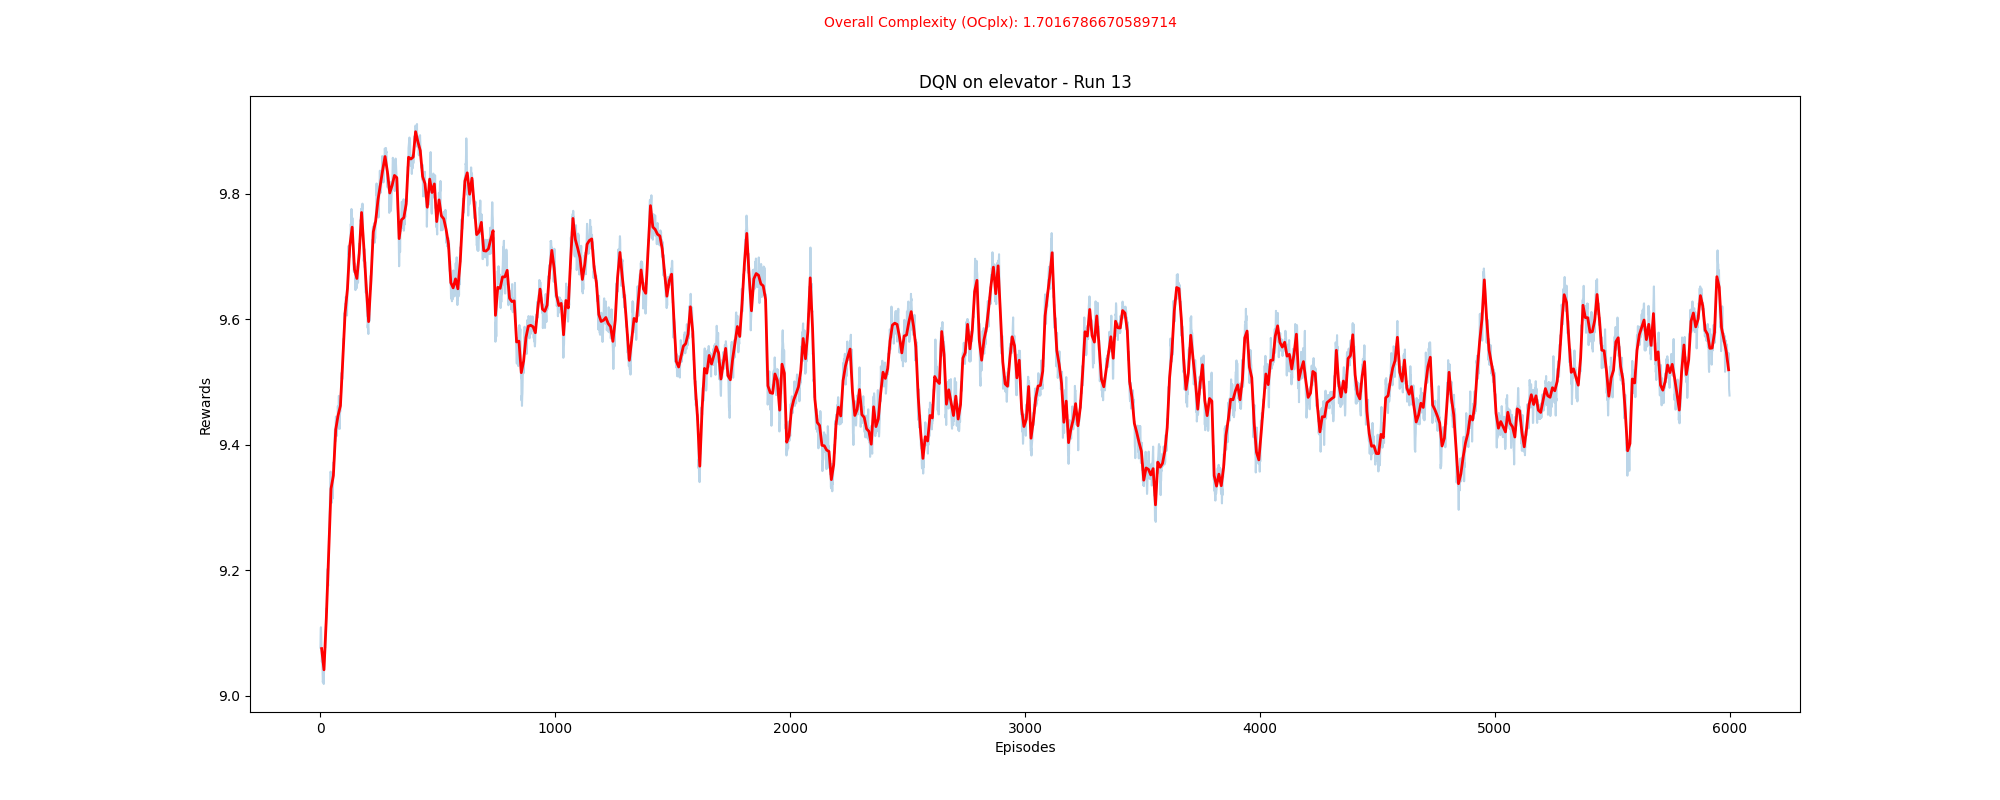 Overall Complexity (OCplx): 1.7016786670589714
DQN on elevator - Run 13
Rewards
9.8
9.6
9.4
9.2
9.0
0 1000 2000 3000 4000 5000 6000
Episodes